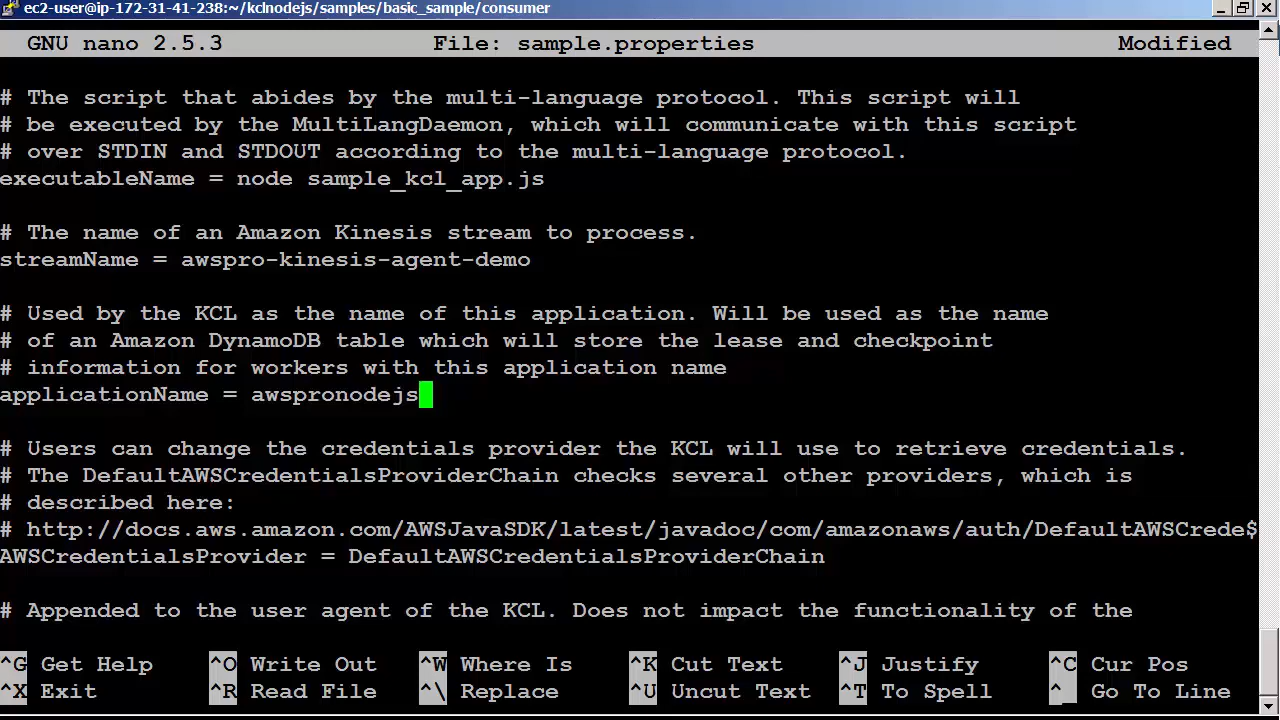 ec2-user@ip-172-31-41-238:~/kclnodejs/samples/basic_sample/consumer
GNU nano 2.5.3 File: sample.properties Modified
# The script that abides by the multi-language protocol. This script will
# be executed by the MultiLangDaemon, which will communicate with this script
# over STDIN and STDOUT according to the multi-language protocol.
executableName = node sample_kcl_app.js
# The name of an Amazon Kinesis stream to process.
streamName = awspro-kinesis-agent-demo
# Used by the KCL as the name of this application. Will be used as the name
# of an Amazon DynamoDB table which will store the lease and checkpoint
# information for workers with this application name
applicationName = awspronodejs
# Users can change the credentials provider the KCL will use to retrieve credentials.
# The DefaultAWSCredentialsProviderChain checks several other providers, which is
# described here:
# http://docs.aws.amazon.com/AWSJavaSDK/latest/javadoc/com/amazonaws/auth/DefaultAWSCrede$
AWSCredentialsProvider = DefaultAWSCredentialsProviderChain
# Appended to the user agent of the KCL. Does not impact the functionality of the
^G Get Help ^O Write Out ^W Where Is ^K Cut Text ^J Justify ^C Cur Pos
^X Exit ^R Read File ^\ Replace ^U Uncut Text ^T To Spell ^_ Go To Line